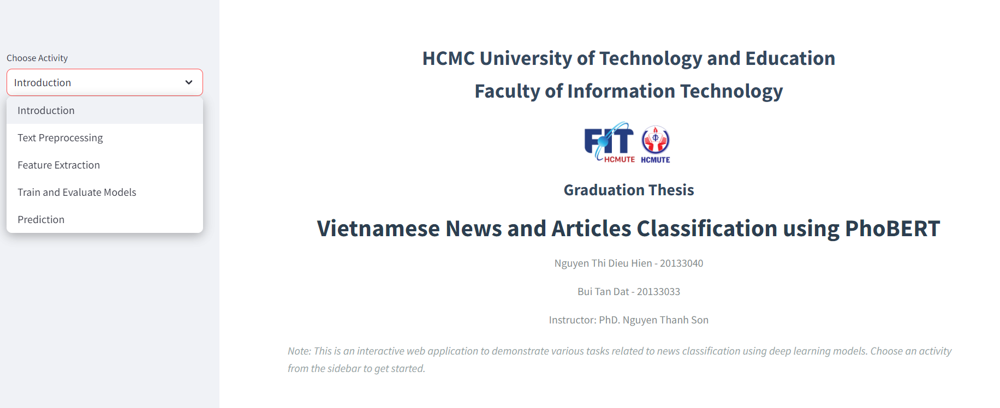 Choose Activity
Introduction
Introduction
Text Preprocessing
Feature Extraction
Train and Evaluate Models
Prediction
HCMC University of Technology and Education
Faculty of Information Technology
FIT
HCMUTE
HCMUTE
Graduation Thesis
Vietnamese News and Articles Classification using PhoBERT
Nguyen Thi Dieu Hien - 20133040
Bui Tan Dat - 20133033
Instructor: PhD. Nguyen Thanh Son
Note: This is an interactive web application to demonstrate various tasks related to news classification using deep learning models. Choose an activity
from the sidebar to get started.